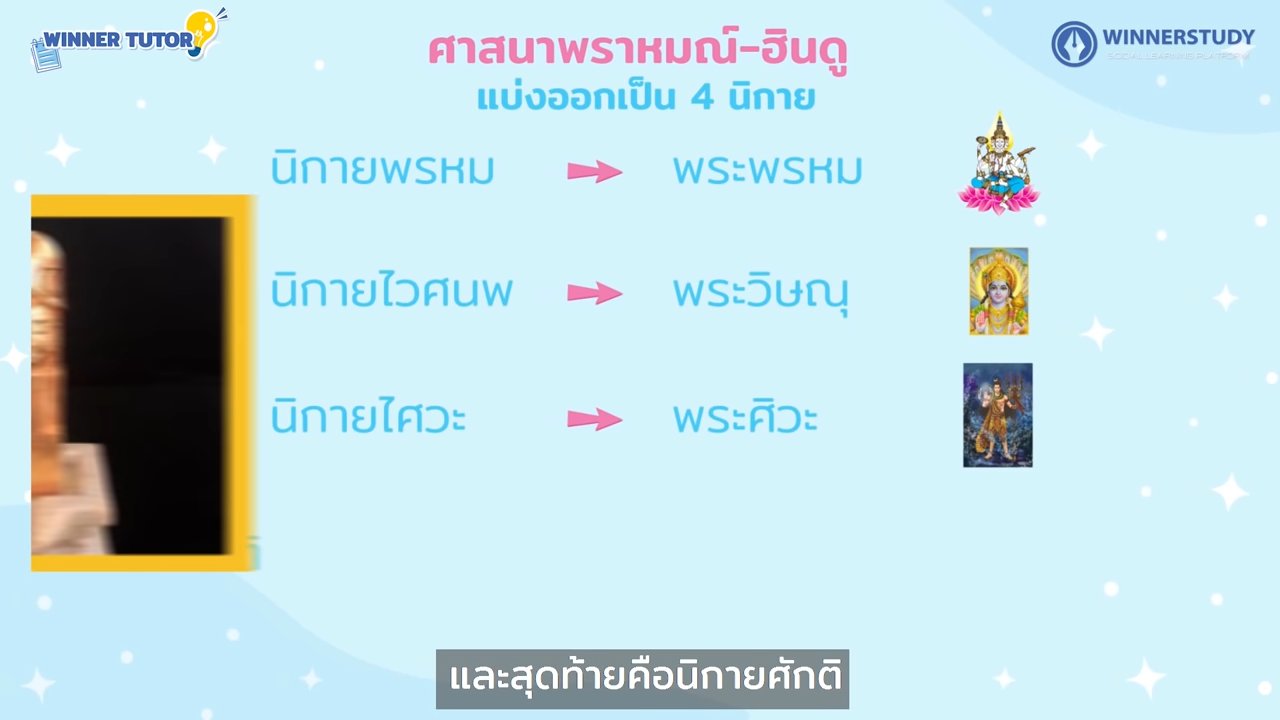 WINNER TUTOR
WINNERSTUDY
SOCIAL LEARNING PLATFORM
ศาสนาพราหมณ์-ฮินดู
แบ่งออกเป็น 4 นิกาย
นิกายพรหม พระพรหม
นิกายไวศนพ พระวิษณุ
นิกายไศวะ พระศิวะ
และสุดท้ายคือนิกายศักติ